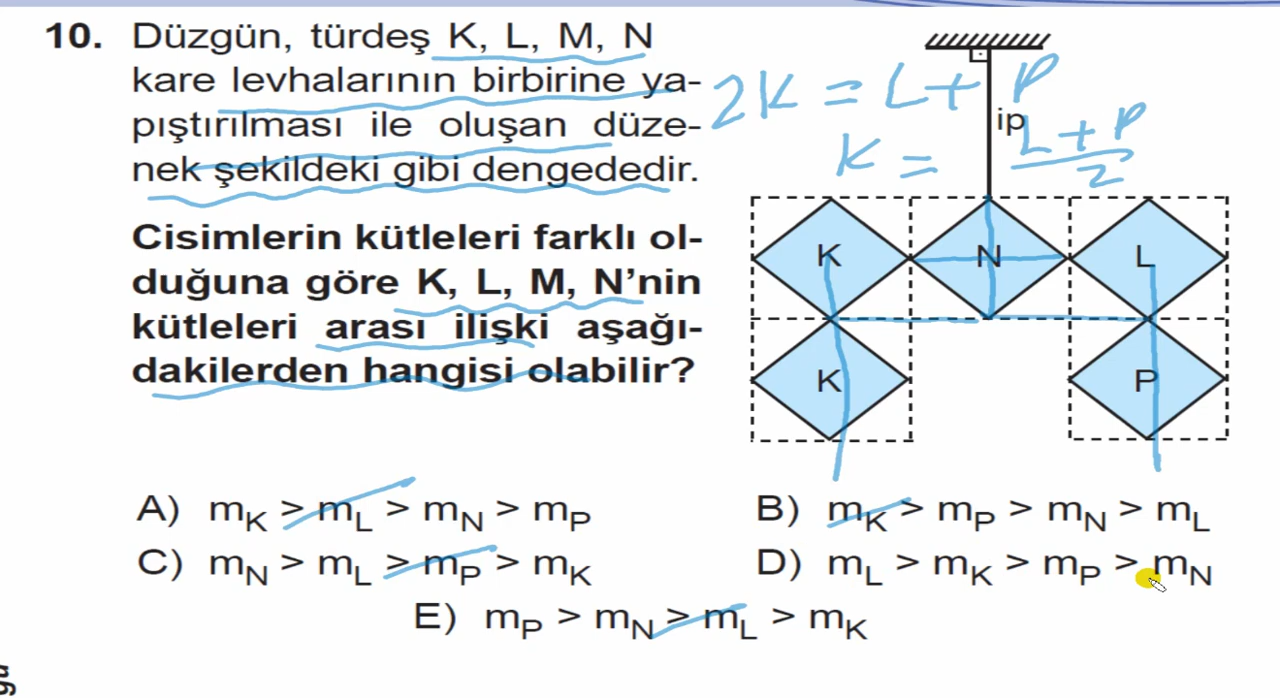 10. Düzgün, türdeş K, L, M, N
kare levhalarının birbirine ya-
pıştırılması ile oluşan düze-
nek şekildeki gibi dengededir.
Cisimlerin kütleleri farklı ol-
duğuna göre K, L, M, N'nin
kütleleri arası ilişki aşağı-
dakilerden hangisi olabilir?
2K = L + P
ip
K = L + P / 2
K N L
K P
A) mK > mL > mN > mP
B) mK > mP > mN > mL
C) mN > mL > mP > mK
D) mL > mK > mP > mN
E) mP > mN > mL > mK